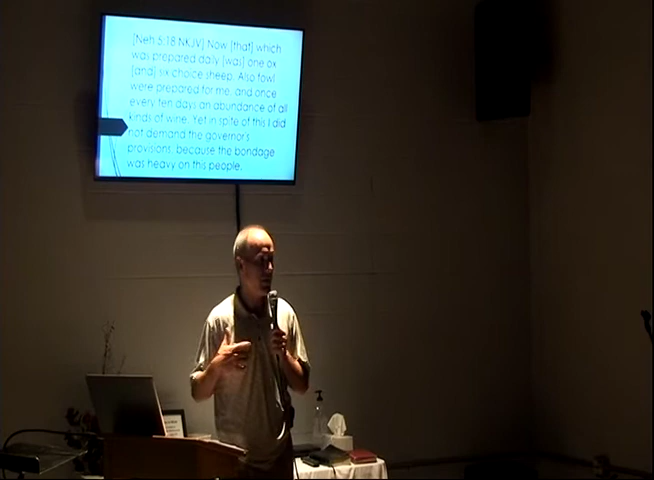 [Neh 5:18 NKJV] Now [that] which
was prepared daily [was] one ox
[and] six choice sheep. Also fowl
were prepared for me, and once
every ten days an abundance of all
kinds of wine. Yet in spite of this I did
not demand the governor's
provisions, because the bondage
was heavy on this people.